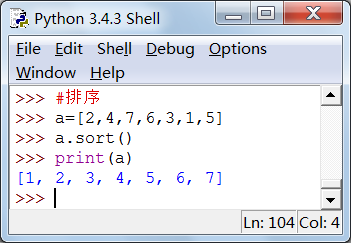 Python 3.4.3 Shell
File Edit Shell Debug Options
Window Help
>>> #排序
>>> a=[2,4,7,6,3,1,5]
>>> a.sort()
>>> print(a)
[1, 2, 3, 4, 5, 6, 7]
>>>
Ln: 104 Col: 4